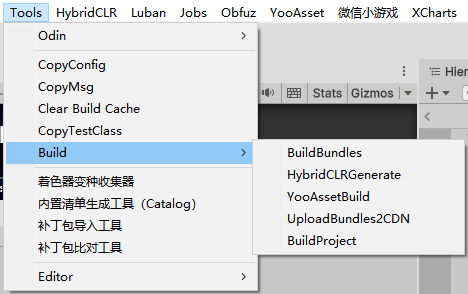 Tools HybridCLR Luban Jobs Obfuz YooAsset 微信小游戏 XCharts
Odin
CopyConfig
CopyMsg
Clear Build Cache
CopyTestClass
Build
着色器变种收集器
内置清单生成工具（Catalog）
补丁包导入工具
补丁包比对工具
Editor
Stats Gizmos
Hier
BuildBundles
HybridCLRGenerate
YooAssetBuild
UploadBundles2CDN
BuildProject